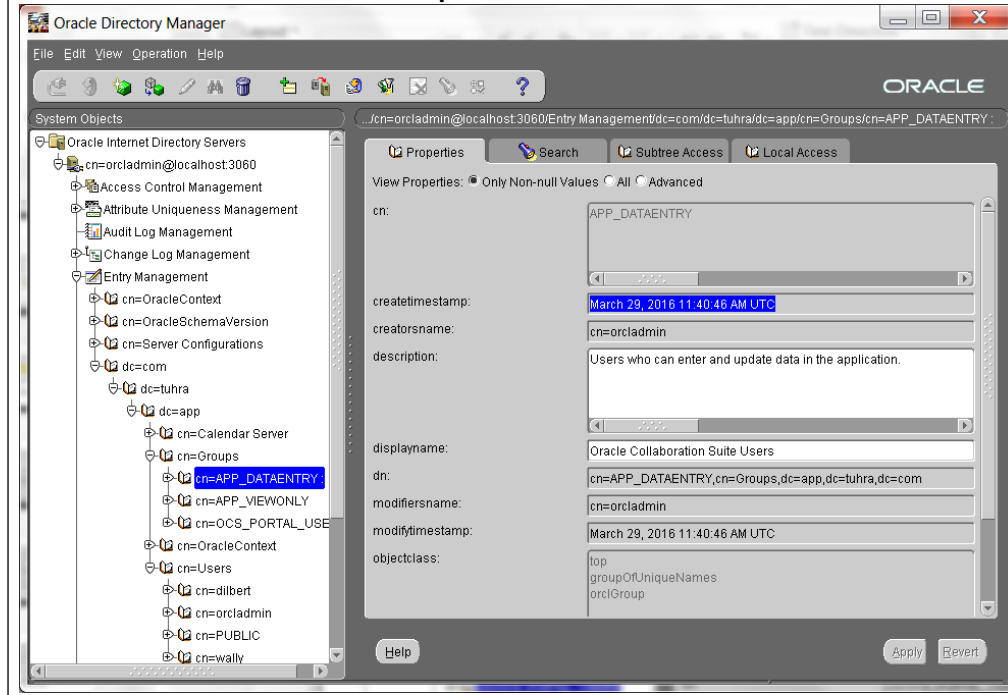 Oracle Directory Manager
File Edit View Operation Help
ORACLE
System Objects
.../cn=orcladmin@localhost:3060/Entry Management/dc=com/dc=tuhra/dc=app/cn=Groups/cn=APP_DATAENTRY :
Oracle Internet Directory Servers
cn=orcladmin@localhost:3060
Access Control Management
Attribute Uniqueness Management
Audit Log Management
Change Log Management
Entry Management
cn=OracleContext
cn=OracleSchemaVersion
cn=Server Configurations
dc=com
dc=tuhra
dc=app
cn=Calendar Server
cn=Groups
cn=APP_DATAENTRY :
cn=APP_VIEWONLY
cn=OCS_PORTAL_USE
cn=OracleContext
cn=Users
cn=dilbert
cn=orcladmin
cn=PUBLIC
cn=wally
Properties Search Subtree Access Local Access
View Properties: Only Non-null Values All Advanced
cn: APP_DATAENTRY
createtimestamp: March 29, 2016 11:40:46 AM UTC
creatorsname: cn=orcladmin
description: Users who can enter and update data in the application.
displayname: Oracle Collaboration Suite Users
dn: cn=APP_DATAENTRY,cn=Groups,dc=app,dc=tuhra,dc=com
modifiersname: cn=orcladmin
modifytimestamp: March 29, 2016 11:40:46 AM UTC
objectclass: top
groupOfUniqueNames
orclGroup
Help Apply Revert